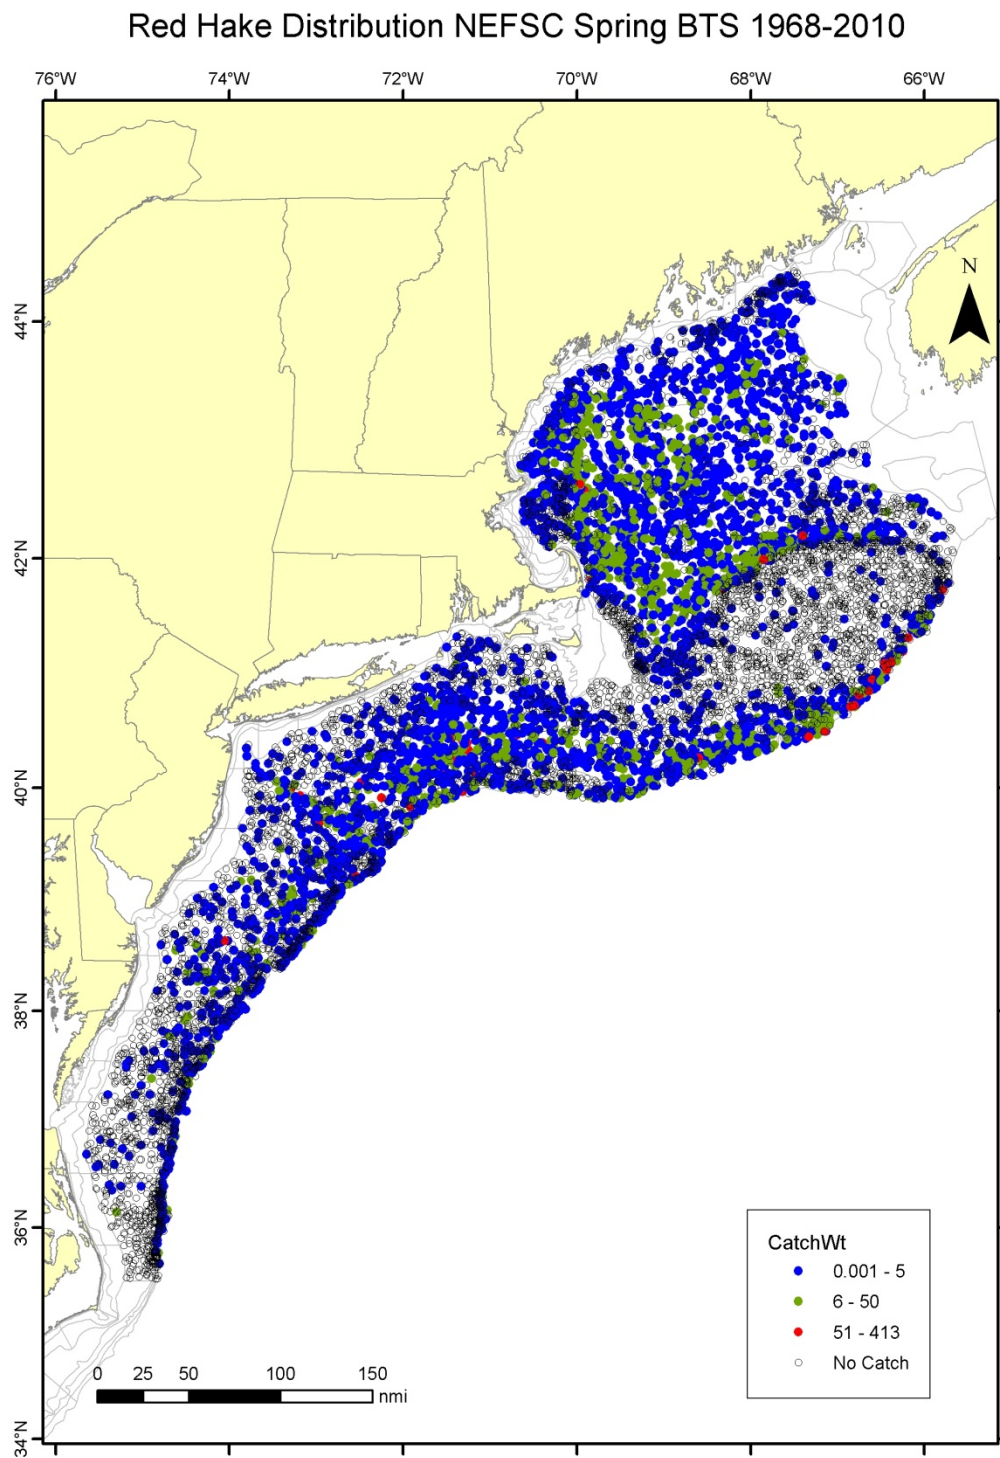 Red Hake Distribution NEFSC Spring BTS 1968-2010
76°W 74°W 72°W 70°W 68°W 66°W
N
44°N
42°N
40°N
38°N
36°N
34°N
CatchWt
0.001 - 5
6 - 50
51 - 413
No Catch
0 25 50 100 150
nmi